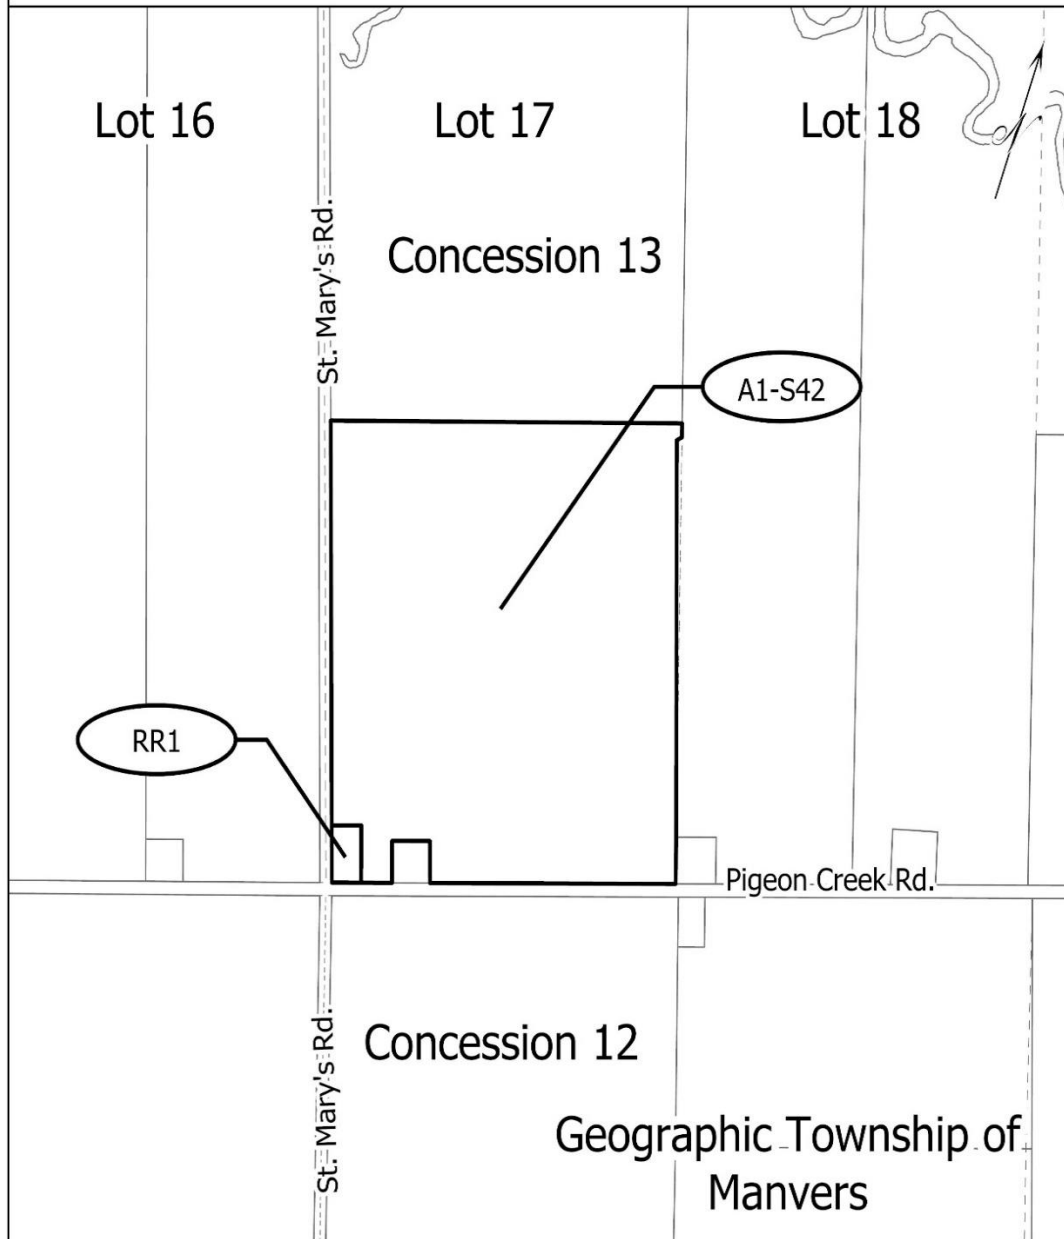 Lot 16
Lot 17
Lot 18
St. Mary's Rd.
Concession 13
A1-S42
RR1
Pigeon Creek Rd.
St. Mary's Rd.
Concession 12
Geographic Township of
Manvers